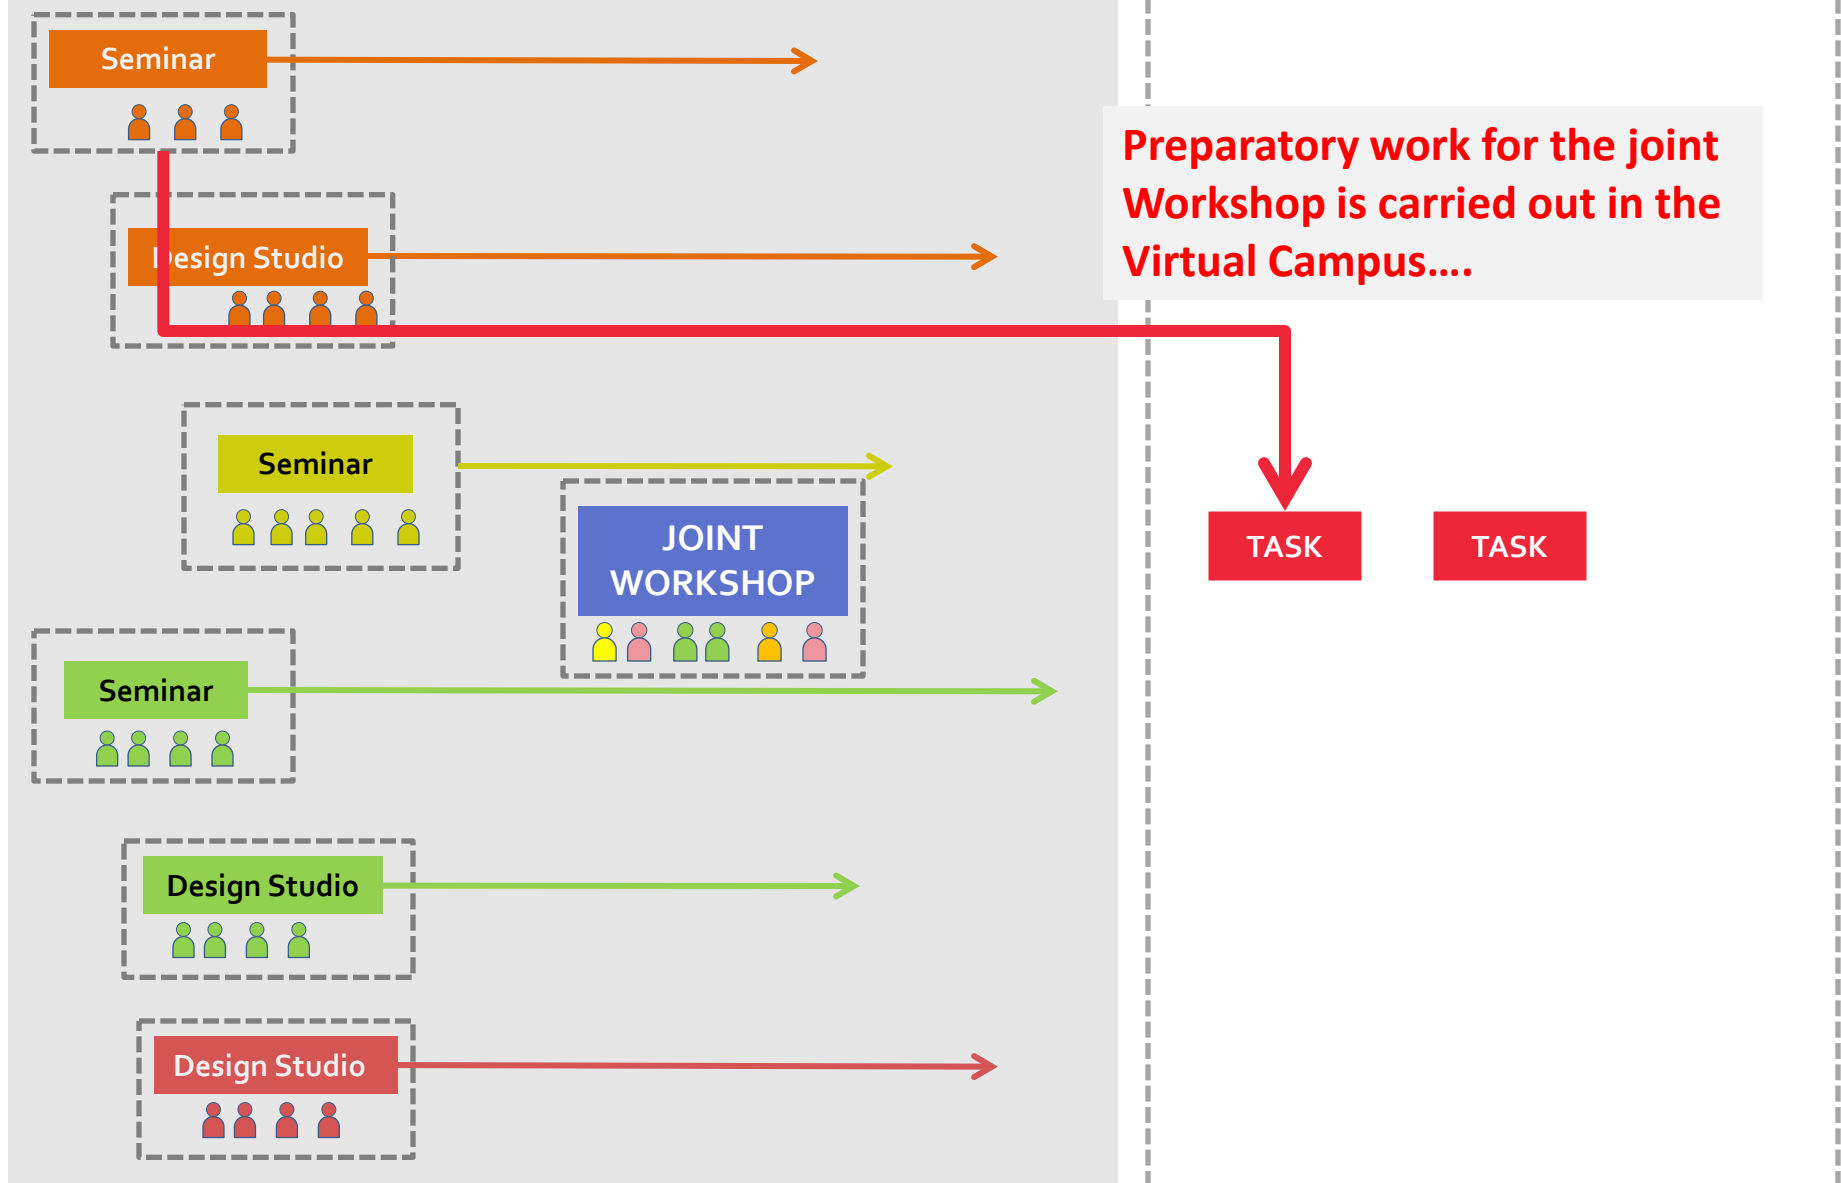 Seminar
Preparatory work for the joint
Workshop is carried out in the
Virtual Campus....
Design Studio
Seminar
JOINT
WORKSHOP
TASK
TASK
Seminar
Design Studio
Design Studio